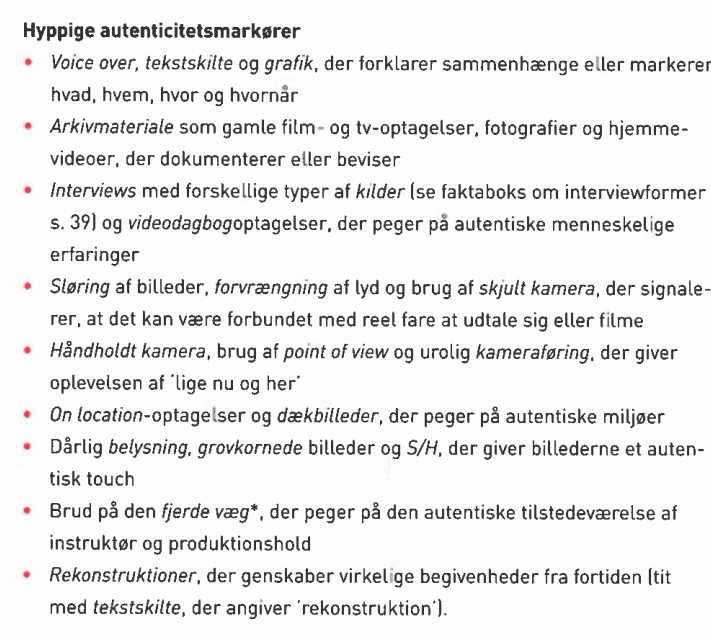 Hyppige autenticitetsmarkører
• Voice over, tekstskilte og grafik, der forklarer sammenhænge eller markerer
hvad, hvem, hvor og hvornår
• Arkivmateriale som gamle film- og tv-optagelser, fotografier og hjemme-
videoer, der dokumenterer eller beviser
• Interviews med forskellige typer af kilder (se faktaboks om interviewformer
s. 39) og videodagbogoptagelser, der peger på autentiske menneskelige
erfaringer
• Sløring af billeder, forvrængning af lyd og brug af skjult kamera, der signale-
rer, at det kan være forbundet med reel fare at udtale sig eller filme
• Håndholdt kamera, brug af point of view og urolig kameraføring, der giver
oplevelsen af 'lige nu og her'
• On location-optagelser og dækbilleder, der peger på autentiske miljøer
• Dårlig belysning, grovkornede billeder og S/H, der giver billederne et auten-
tisk touch
• Brud på den fjerde væg*, der peger på den autentiske tilstedeværelse af
instruktør og produktionshold
• Rekonstruktioner, der genskaber virkelige begivenheder fra fortiden (tit
med tekstskilte, der angiver 'rekonstruktion').